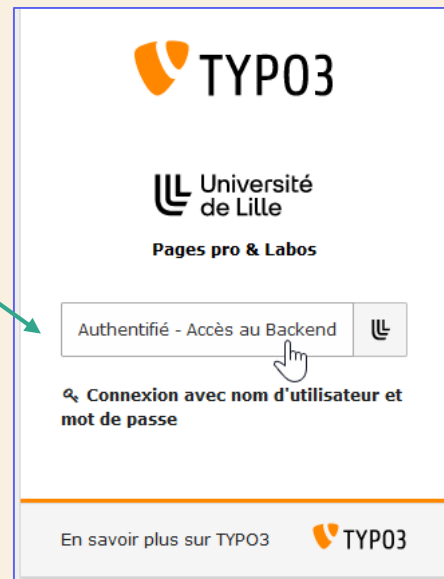 TYPO3
Université
de Lille
Pages pro & Labos
Authentifié - Accès au Backend
Connexion avec nom d'utilisateur et
mot de passe
En savoir plus sur TYPO3 TYPO3